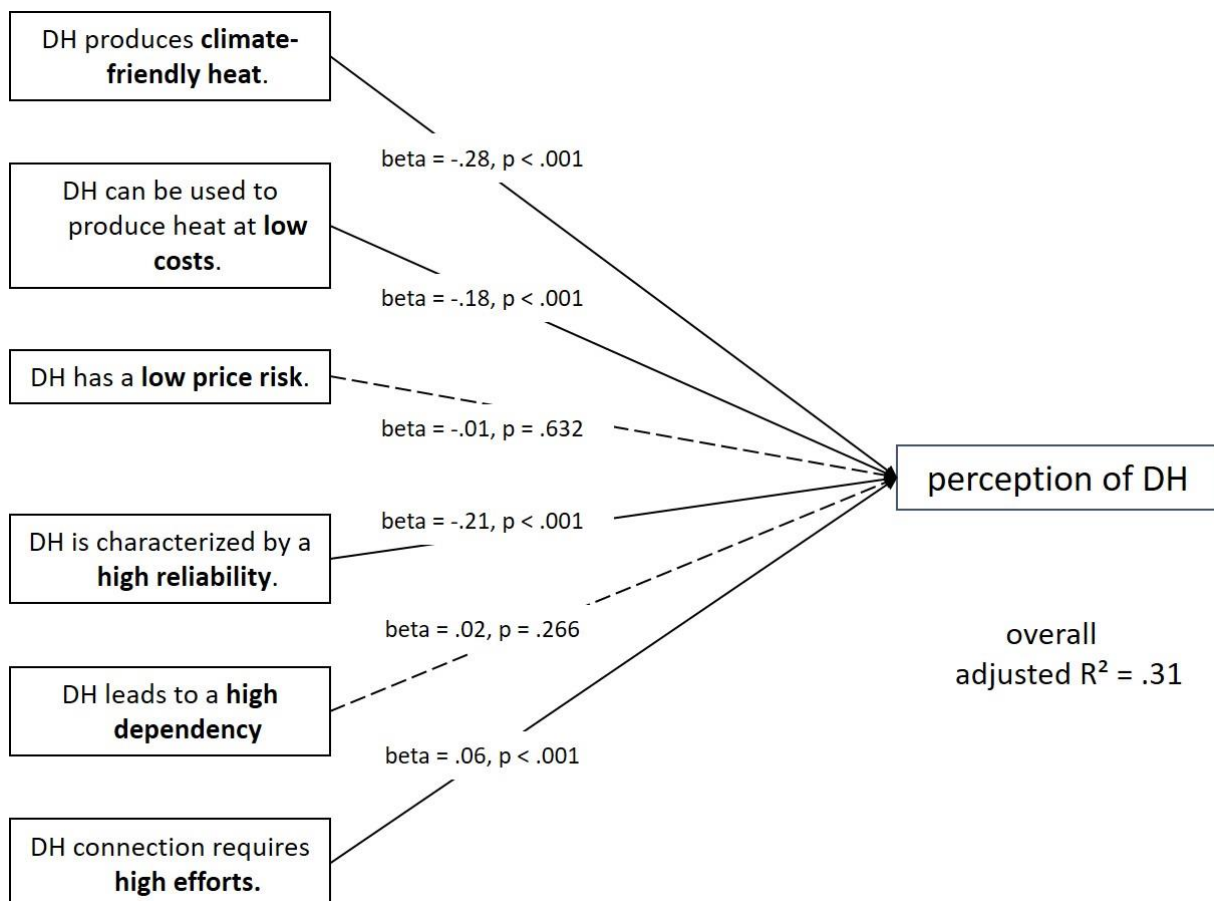 DH produces climate-
friendly heat.
beta = -.28, p < .001
DH can be used to
produce heat at low
costs.
beta = -.18, p < .001
DH has a low price risk.
beta = -.01, p = .632
perception of DH
DH is characterized by a
high reliability.
beta = -.21, p < .001
beta = .02, p = .266
overall
adjusted R² = .31
DH leads to a high
dependency
beta = .06, p < .001
DH connection requires
high efforts.